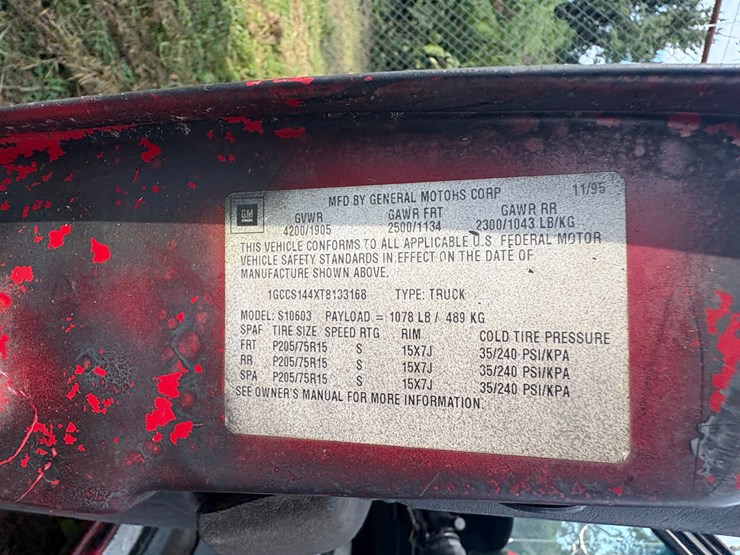 MFD BY GENERAL MOTORS CORP 11/95
GM
GVWR GAWR FRT GAWR RR
4200/1905 2500/1134 2300/1043 LB/KG
THIS VEHICLE CONFORMS TO ALL APPLICABLE U.S. FEDERAL MOTOR
VEHICLE SAFETY STANDARDS IN EFFECT ON THE DATE OF
MANUFACTURE SHOWN ABOVE.
1GCCS144XT8133168 TYPE: TRUCK
MODEL: S10603 PAYLOAD = 1078 LB / 489 KG
SPAF TIRE SIZE SPEED RTG RIM COLD TIRE PRESSURE
FRT P205/75R15 S 15X7J 35/240 PSI/KPA
RR P205/75R15 S 15X7J 35/240 PSI/KPA
SPA P205/75R15 S 15X7J 35/240 PSI/KPA
SEE OWNER'S MANUAL FOR MORE INFORMATION.